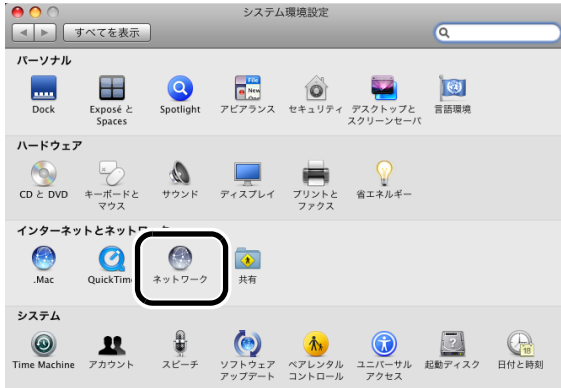 システム環境設定
すべてを表示
パーソナル
Dock
Exposé と
Spaces
Spotlight
アピアランス
セキュリティ
デスクトップと
スクリーンセーバ
言語環境
ハードウェア
CD と DVD
キーボードと
マウス
サウンド
ディスプレイ
プリントと
ファクス
省エネルギー
インターネットとネットワーク
.Mac
QuickTime
ネットワーク
共有
システム
Time Machine
アカウント
スピーチ
ソフトウェア
アップデート
ペアレンタル
コントロール
ユニバーサル
アクセス
起動ディスク
日付と時刻